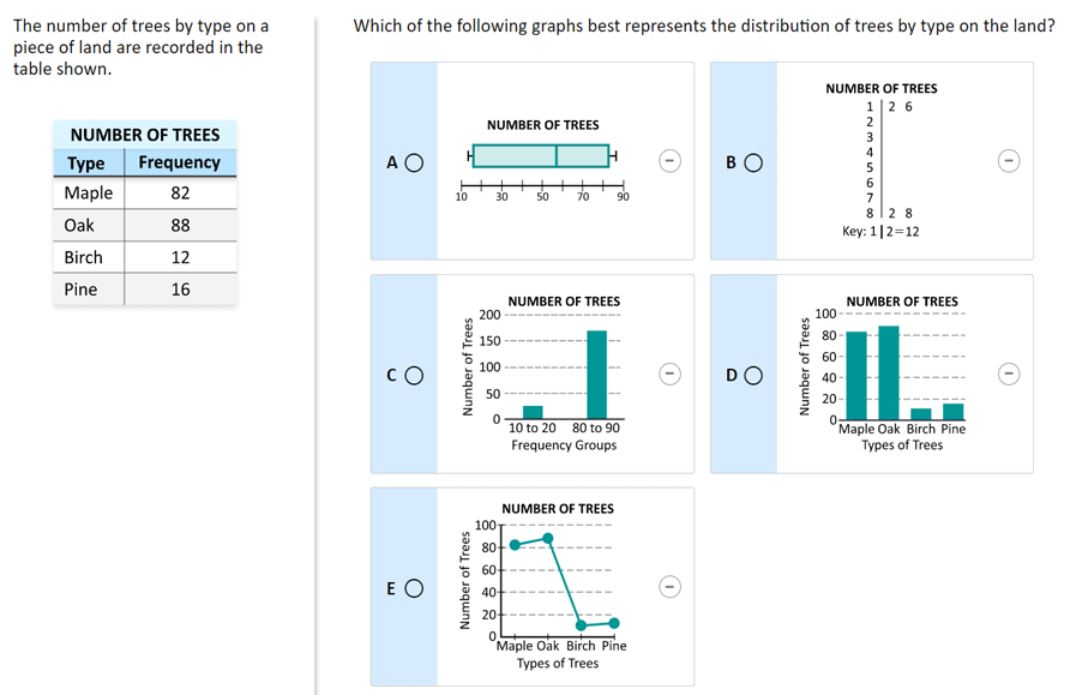 The number of trees by type on a
piece of land are recorded in the
table shown.
NUMBER OF TREES
Type Frequency
Maple 82
Oak 88
Birch 12
Pine 16
Which of the following graphs best represents the distribution of trees by type on the land?
A
NUMBER OF TREES
10 30 50 70 90
B
NUMBER OF TREES
1 | 2 6
2
3
4
5
6
7
8 | 2 8
Key: 1|2=12
C
NUMBER OF TREES
Number of Trees
200
150
100
50
0
10 to 20 80 to 90
Frequency Groups
D
NUMBER OF TREES
Number of Trees
100
80
60
40
20
0
Maple Oak Birch Pine
Types of Trees
E
NUMBER OF TREES
Number of Trees
100
80
60
40
20
0
Maple Oak Birch Pine
Types of Trees